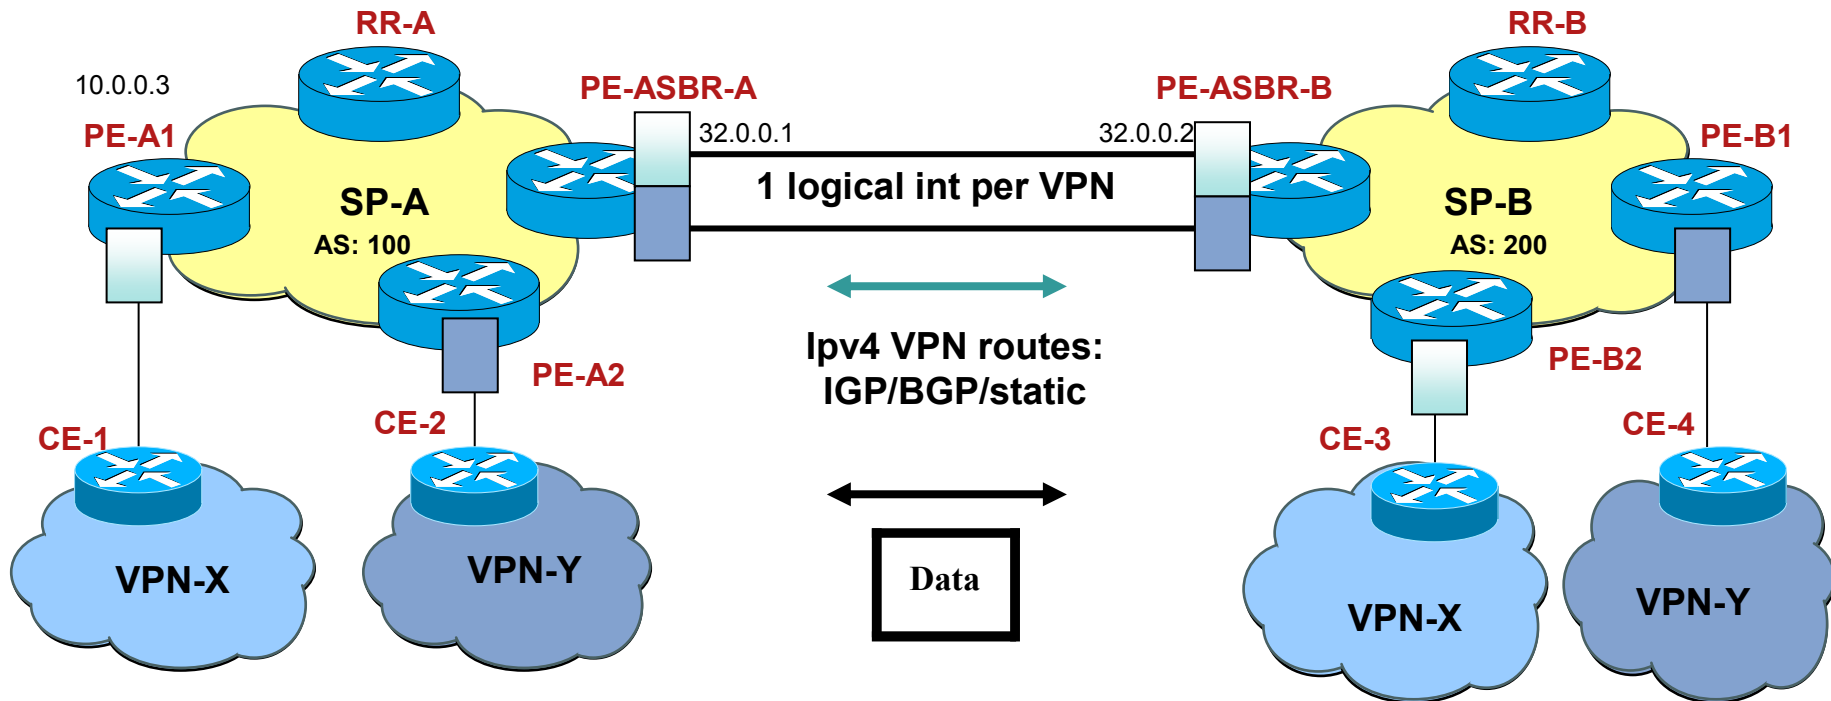 RR-A
RR-B
10.0.0.3
PE-ASBR-A
PE-ASBR-B
PE-A1
32.0.0.1
32.0.0.2
PE-B1
1 logical int per VPN
SP-A
SP-B
AS: 100
AS: 200
Ipv4 VPN routes:
IGP/BGP/static
PE-A2
PE-B2
CE-1
CE-2
CE-3
CE-4
VPN-X
VPN-Y
Data
VPN-X
VPN-Y